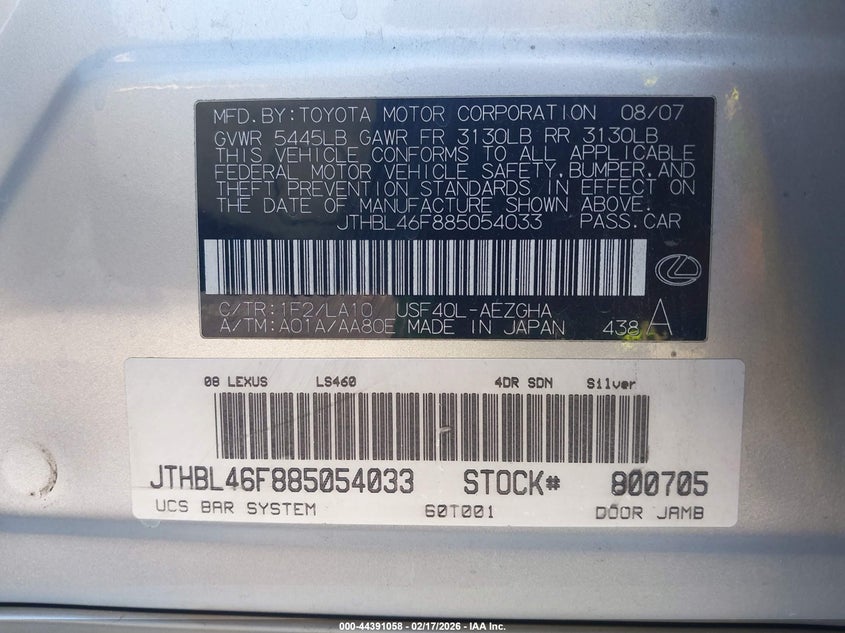 MFD.BY:TOYOTA MOTOR CORPORATION 08/07
GVWR 5445LB GAWR FR 3130LB RR 3130LB
THIS VEHICLE CONFORMS TO ALL APPLICABLE
FEDERAL MOTOR VEHICLE SAFETY,BUMPER,AND
THEFT PREVENTION STANDARDS IN EFFECT ON
THE DATE OF MANUFACTURE SHOWN ABOVE.
JTHBL46F885054033 PASS.CAR
C/TR:1F2/LA10 USF40L-AEZGHA
A/TM:A01A/AA80E MADE IN JAPAN 438 A
08 LEXUS LS460 4DR SDN Silver
JTHBL46F885054033 STOCK# 800705
UCS BAR SYSTEM 60T001 DOOR JAMB
000-44391058 - 02/17/2026 - IAA Inc.